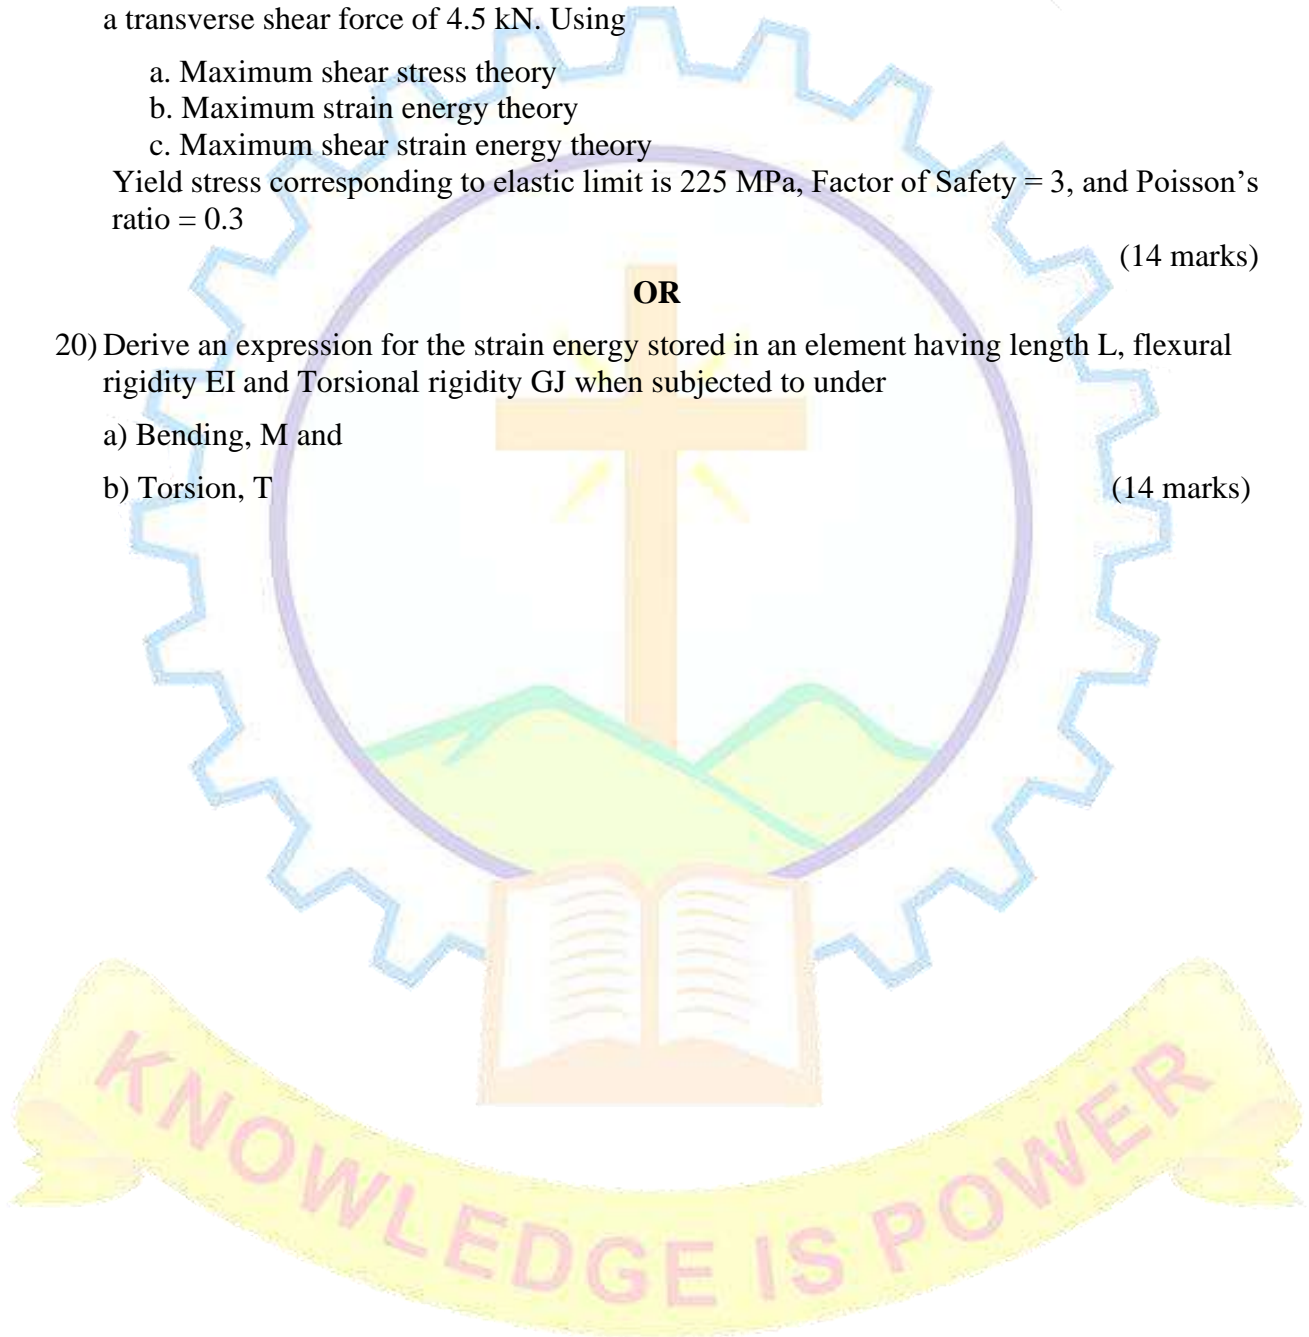 a transverse shear force of 4.5 kN. Using
a. Maximum shear stress theory
b. Maximum strain energy theory
c. Maximum shear strain energy theory
Yield stress corresponding to elastic limit is 225 MPa, Factor of Safety = 3, and Poisson’s
ratio = 0.3
(14 marks)
OR
20) Derive an expression for the strain energy stored in an element having length L, flexural
rigidity EI and Torsional rigidity GJ when subjected to under
a) Bending, M and
b) Torsion, T (14 marks)
KNOWLEDGE IS POWER